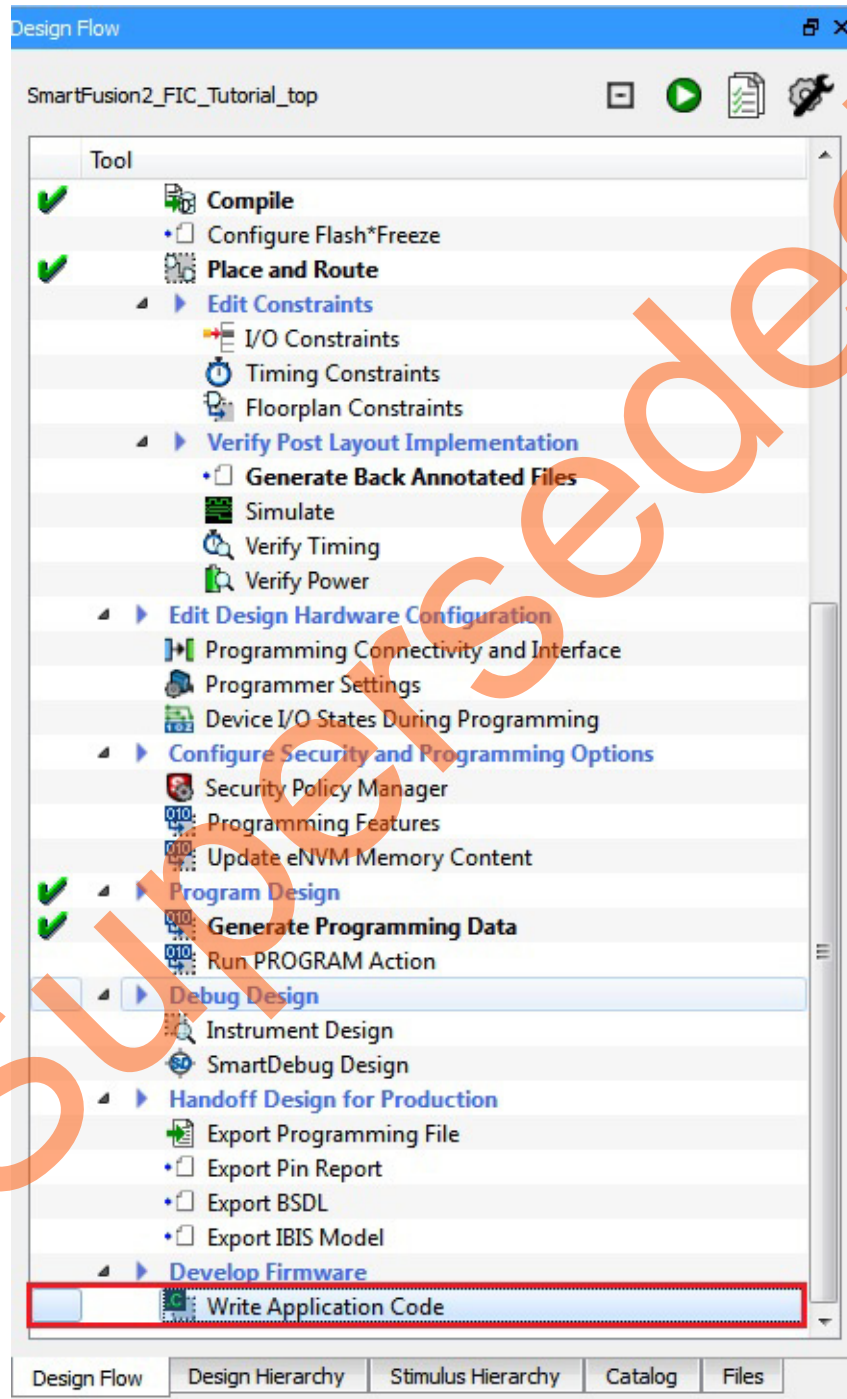 Design Flow
SmartFusion2_FIC_Tutorial_top
Tool
Compile
Configure Flash*Freeze
Place and Route
Edit Constraints
I/O Constraints
Timing Constraints
Floorplan Constraints
Verify Post Layout Implementation
Generate Back Annotated Files
Simulate
Verify Timing
Verify Power
Edit Design Hardware Configuration
Programming Connectivity and Interface
Programmer Settings
Device I/O States During Programming
Configure Security and Programming Options
Security Policy Manager
Programming Features
Update eNVM Memory Content
Program Design
Generate Programming Data
Run PROGRAM Action
Debug Design
Instrument Design
SmartDebug Design
Handoff Design for Production
Export Programming File
Export Pin Report
Export BSDL
Export IBIS Model
Develop Firmware
Write Application Code
Design Flow Design Hierarchy Stimulus Hierarchy Catalog Files
Superseded